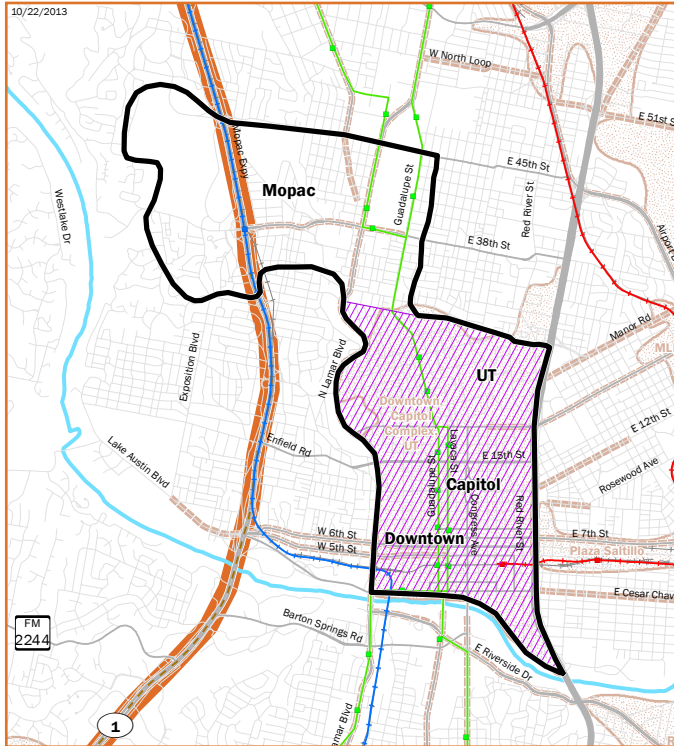 10/22/2013
W North Loop
E 51st S
Mopac Expy
E 45th St
Mopac
Guadalupe St
Red River St
Westlake Dr
E 38th St
Airport B
Manor Rd
Exposition Blvd
N Lamar Blvd
ML
UT
Downtown
Capitol
Complex
UT
E 12th St
Enfield Rd
Lavaca St
E 15th St
Lake Austin Blvd
Rosewood Ave
Guadalupe St
Capitol
Congress Ave
Red River St
W 6th St
Downtown
E 7th St
W 5th St
Plaza Saltillo
E Cesar Chav
FM
2244
Barton Springs Rd
E Riverside Dr
1
amar Blvd
R